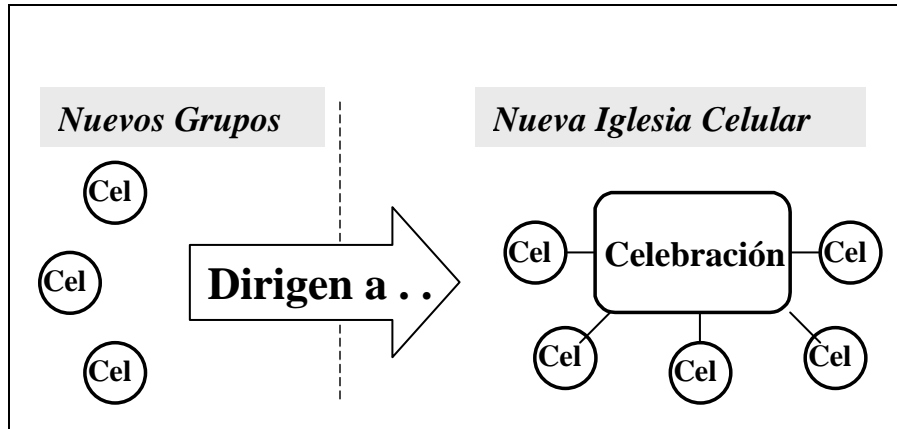 Nuevos Grupos
Cel
Cel
Cel
Dirigen a . .
Nueva Iglesia Celular
Cel
Celebración
Cel
Cel
Cel
Cel